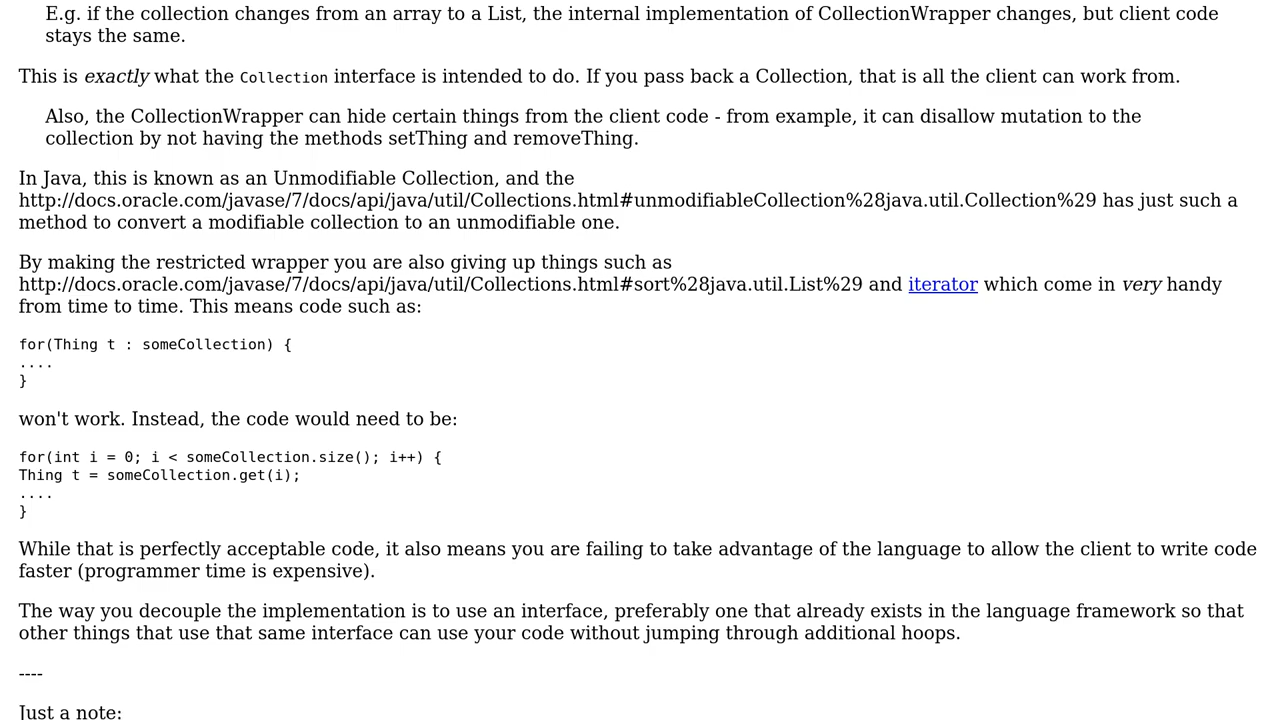 E.g. if the collection changes from an array to a List, the internal implementation of CollectionWrapper changes, but client code
stays the same.
This is exactly what the Collection interface is intended to do. If you pass back a Collection, that is all the client can work from.
Also, the CollectionWrapper can hide certain things from the client code - from example, it can disallow mutation to the
collection by not having the methods setThing and removeThing.
In Java, this is known as an Unmodifiable Collection, and the
http://docs.oracle.com/javase/7/docs/api/java/util/Collections.html#unmodifiableCollection%28java.util.Collection%29 has just such a
method to convert a modifiable collection to an unmodifiable one.
By making the restricted wrapper you are also giving up things such as
http://docs.oracle.com/javase/7/docs/api/java/util/Collections.html#sort%28java.util.List%29 and iterator which come in very handy
from time to time. This means code such as:
for(Thing t : someCollection) {
....
}
won't work. Instead, the code would need to be:
for(int i = 0; i < someCollection.size(); i++) {
Thing t = someCollection.get(i);
....
}
While that is perfectly acceptable code, it also means you are failing to take advantage of the language to allow the client to write code
faster (programmer time is expensive).
The way you decouple the implementation is to use an interface, preferably one that already exists in the language framework so that
other things that use that same interface can use your code without jumping through additional hoops.
----
Just a note: